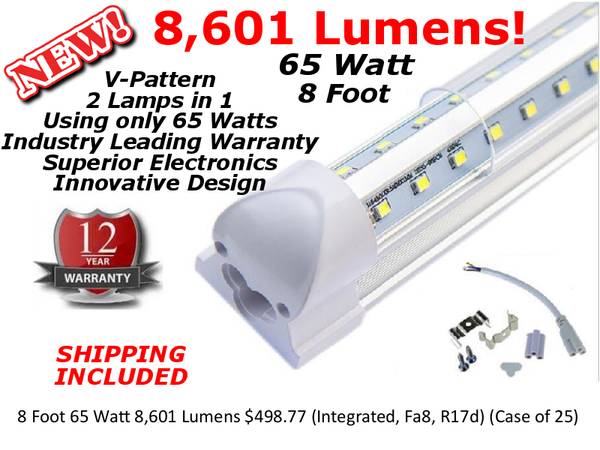 NEW!
8,601 Lumens!
65 Watt
8 Foot
V-Pattern
2 Lamps in 1
Using only 65 Watts
Industry Leading Warranty
Superior Electronics
Innovative Design
12
YEAR
WARRANTY
SHIPPING
INCLUDED
8 Foot 65 Watt 8,601 Lumens $498.77 (Integrated, Fa8, R17d) (Case of 25)